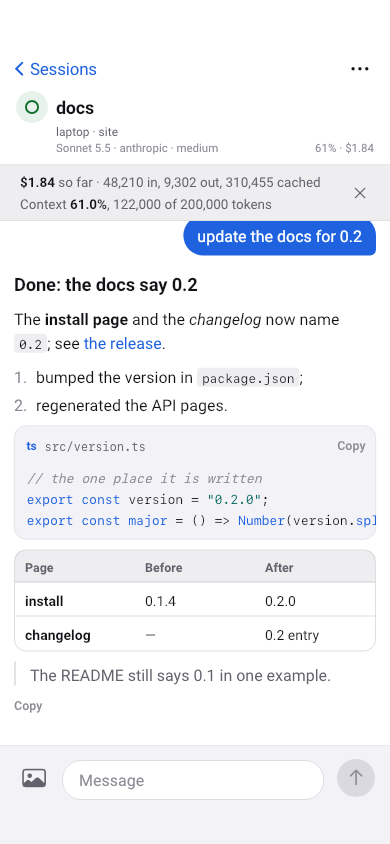 Sessions
docs
laptop · site
Sonnet 5.5 · anthropic · medium
61% · $1.84
$1.84 so far · 48,210 in, 9,302 out, 310,455 cached
Context 61.0%, 122,000 of 200,000 tokens
update the docs for 0.2
Done: the docs say 0.2
The install page and the changelog now name
0.2; see the release.
1. bumped the version in package.json;
2. regenerated the API pages.
ts src/version.ts Copy
// the one place it is written
export const version = "0.2.0";
export const major = () => Number(version.spl
Page Before After
install 0.1.4 0.2.0
changelog — 0.2 entry
The README still says 0.1 in one example.
Copy
Message